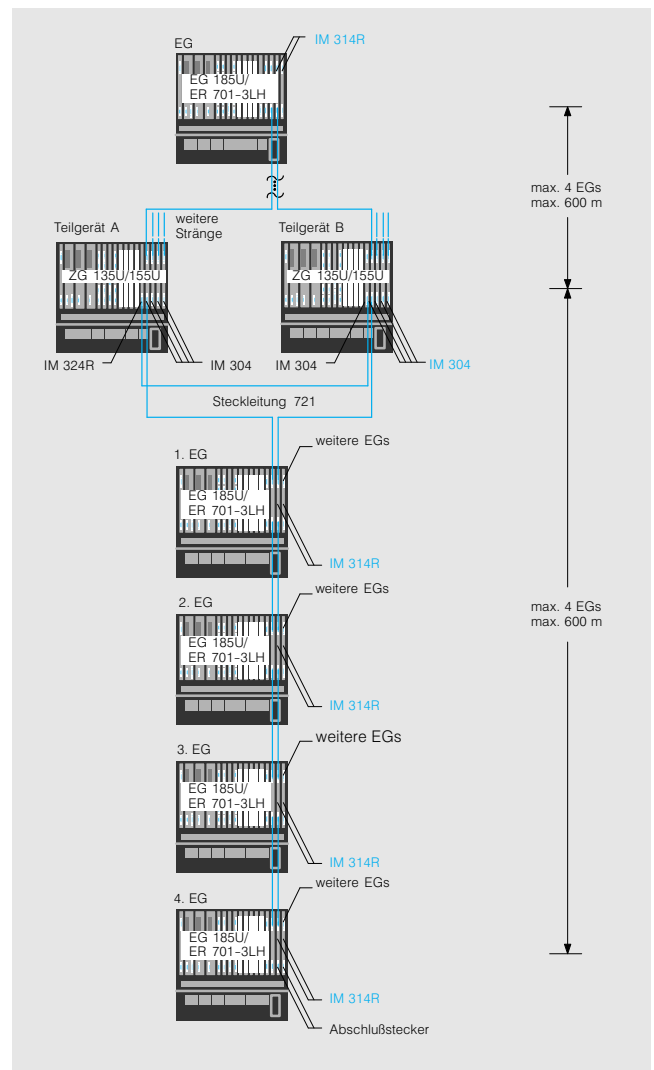 EG
IM 314R
EG 185U/
ER 701-3LH
max. 4 EGs
max. 600 m
Teilgerät A
weitere
Stränge
Teilgerät B
ZG 135U/155U
ZG 135U/155U
IM 324R
IM 304
IM 304
IM 304
Steckleitung 721
weitere EGs
1. EG
EG 185U/
ER 701-3LH
IM 314R
weitere EGs
2. EG
max. 4 EGs
max. 600 m
EG 185U/
ER 701-3LH
IM 314R
weitere EGs
3. EG
EG 185U/
ER 701-3LH
IM 314R
weitere EGs
4. EG
EG 185U/
ER 701-3LH
IM 314R
Abschlußstecker